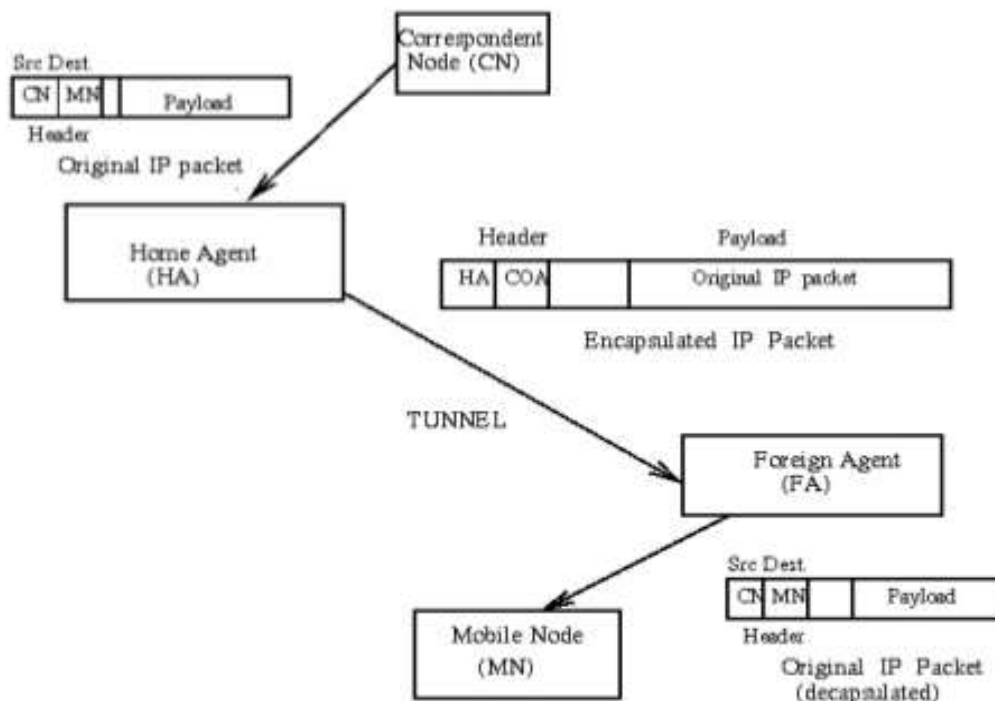 Correspondent
Node (CN)
Src Dest.
CN MN Payload
Header
Original IP packet
Home Agent
(HA)
Header Payload
HA COA Original IP packet
Encapsulated IP Packet
TUNNEL
Foreign Agent
(FA)
Src Dest.
CN MN Payload
Header
Mobile Node
(MN)
Original IP Packet
(decapsulated)